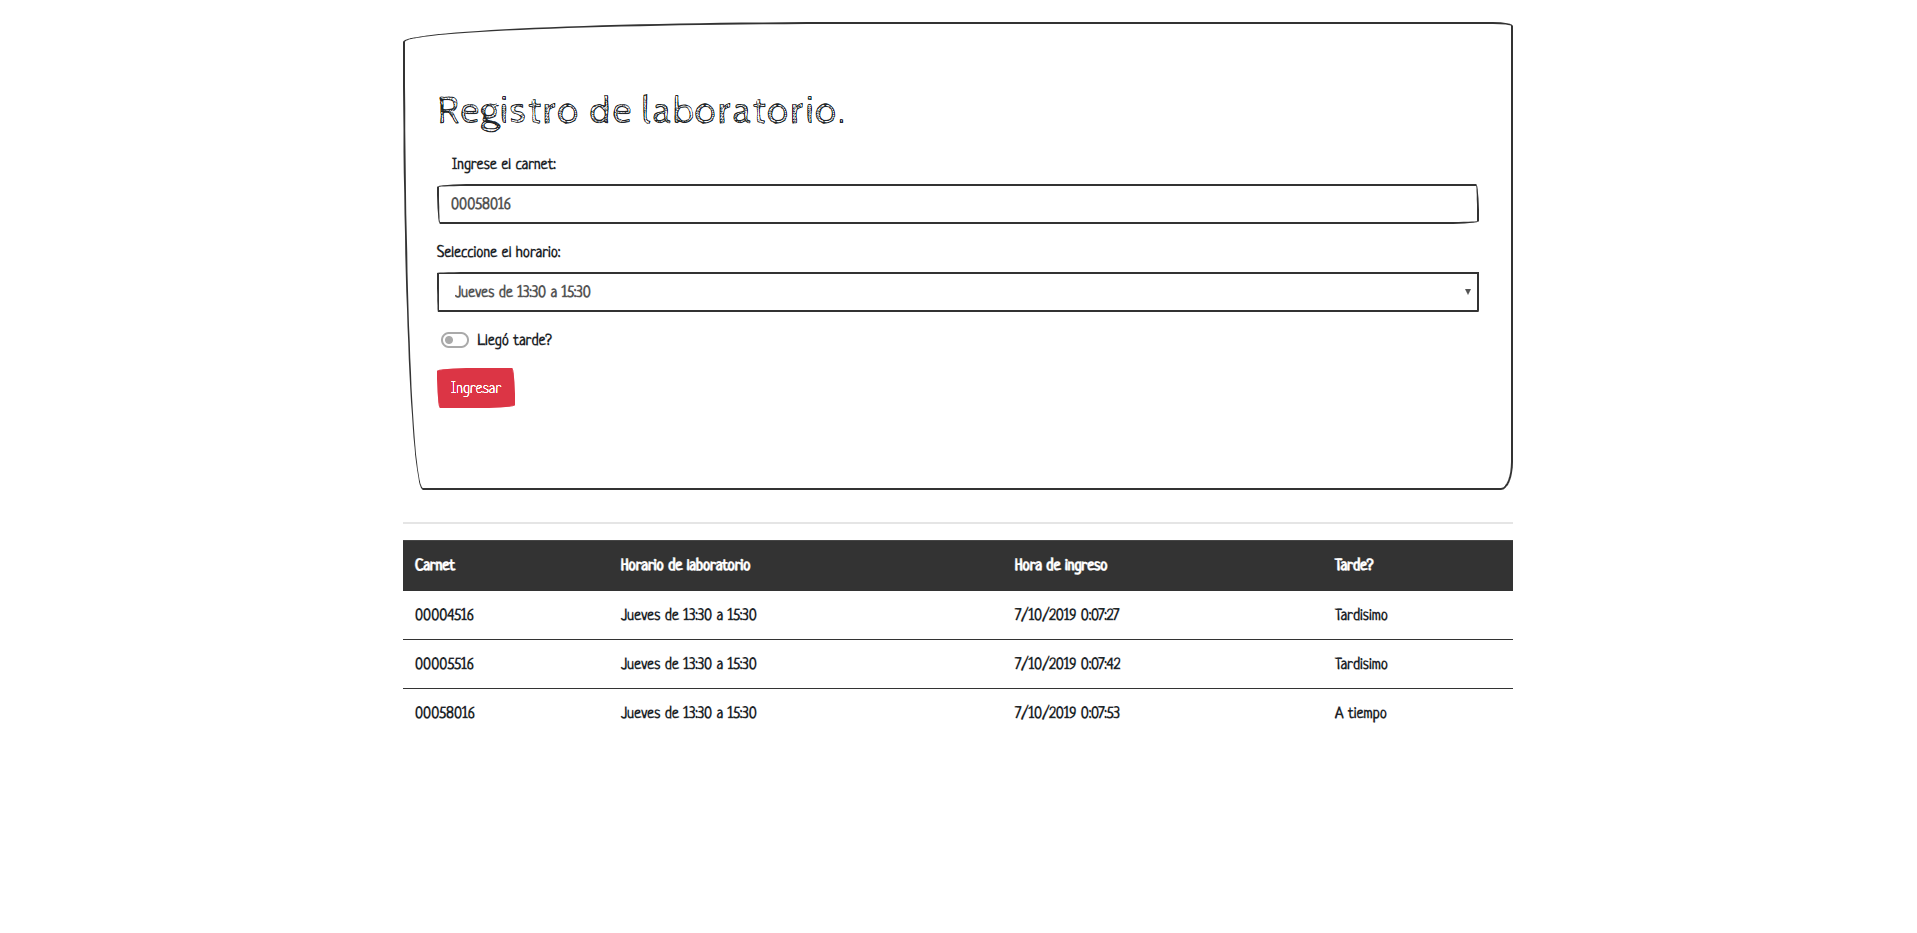 Registro de laboratorio.
Ingrese el carnet:
00058016
Seleccione el horario:
Jueves de 13:30 a 15:30
Llegó tarde?
Ingresar
Carnet Horario de laboratorio Hora de ingreso Tarde?
00004516 Jueves de 13:30 a 15:30 7/10/2019 0:07:27 Tardisimo
00005516 Jueves de 13:30 a 15:30 7/10/2019 0:07:42 Tardisimo
00058016 Jueves de 13:30 a 15:30 7/10/2019 0:07:53 A tiempo